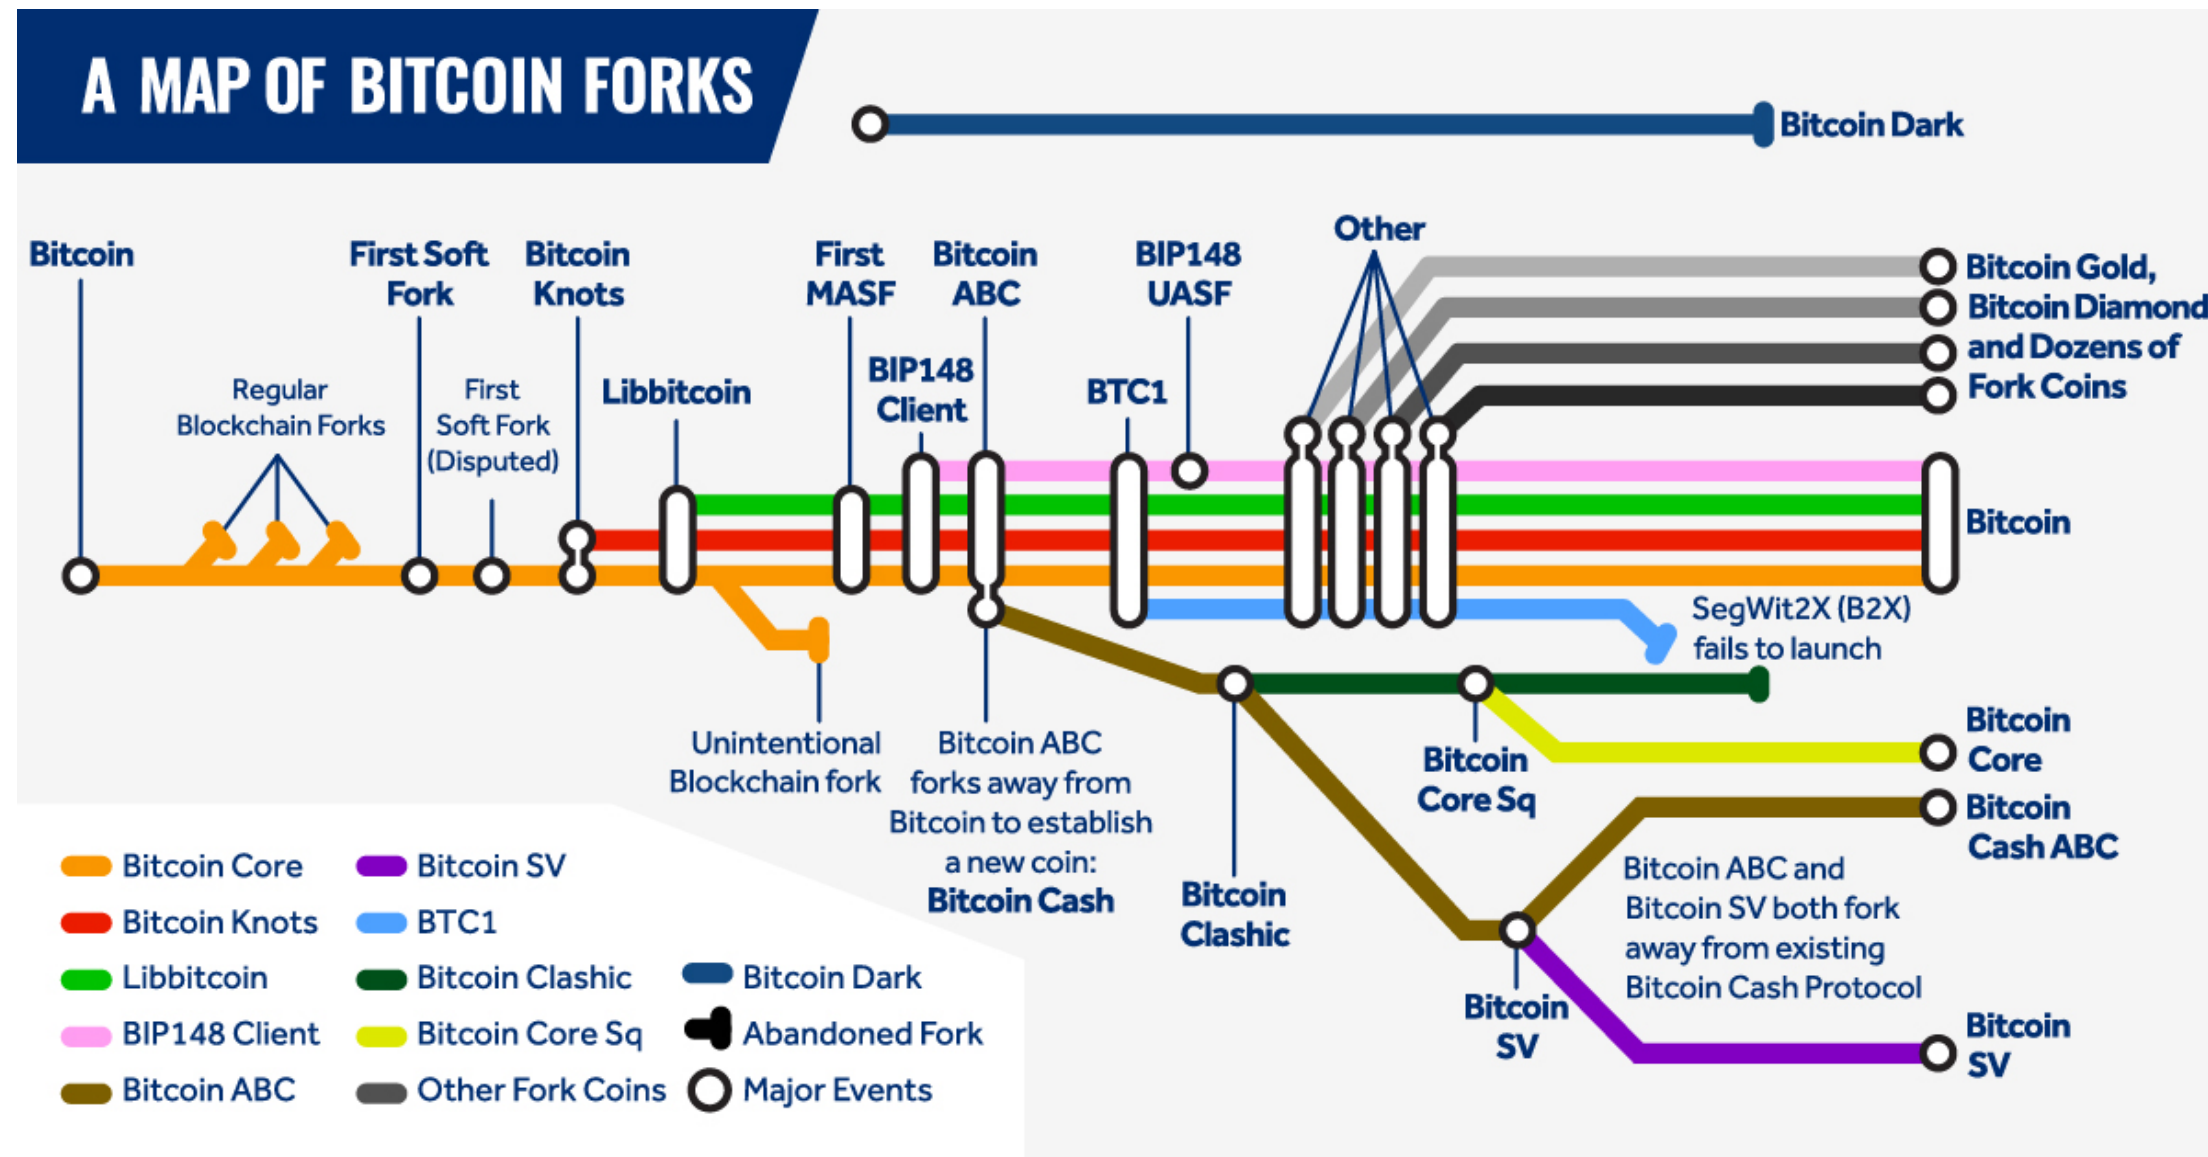 A MAP OF BITCOIN FORKS
Bitcoin Dark
Other
Bitcoin
First Soft
Fork
Bitcoin
Knots
First
MASF
Bitcoin
ABC
BIP148
UASF
Bitcoin Gold,
Bitcoin Diamond
and Dozens of
Fork Coins
Regular
Blockchain Forks
First
Soft Fork
(Disputed)
Libbitcoin
BIP148
Client
BTC1
Bitcoin
SegWit2X (B2X)
fails to launch
Unintentional
Blockchain fork
Bitcoin ABC
forks away from
Bitcoin to establish
a new coin:
Bitcoin Cash
Bitcoin
Clashic
Bitcoin
Core Sq
Bitcoin
Core
Bitcoin
Cash ABC
Bitcoin ABC and
Bitcoin SV both fork
away from existing
Bitcoin Cash Protocol
Bitcoin
SV
Bitcoin
SV
Bitcoin Core
Bitcoin Knots
Libbitcoin
BIP148 Client
Bitcoin ABC
Bitcoin SV
BTC1
Bitcoin Clashic
Bitcoin Core Sq
Other Fork Coins
Bitcoin Dark
Abandoned Fork
Major Events